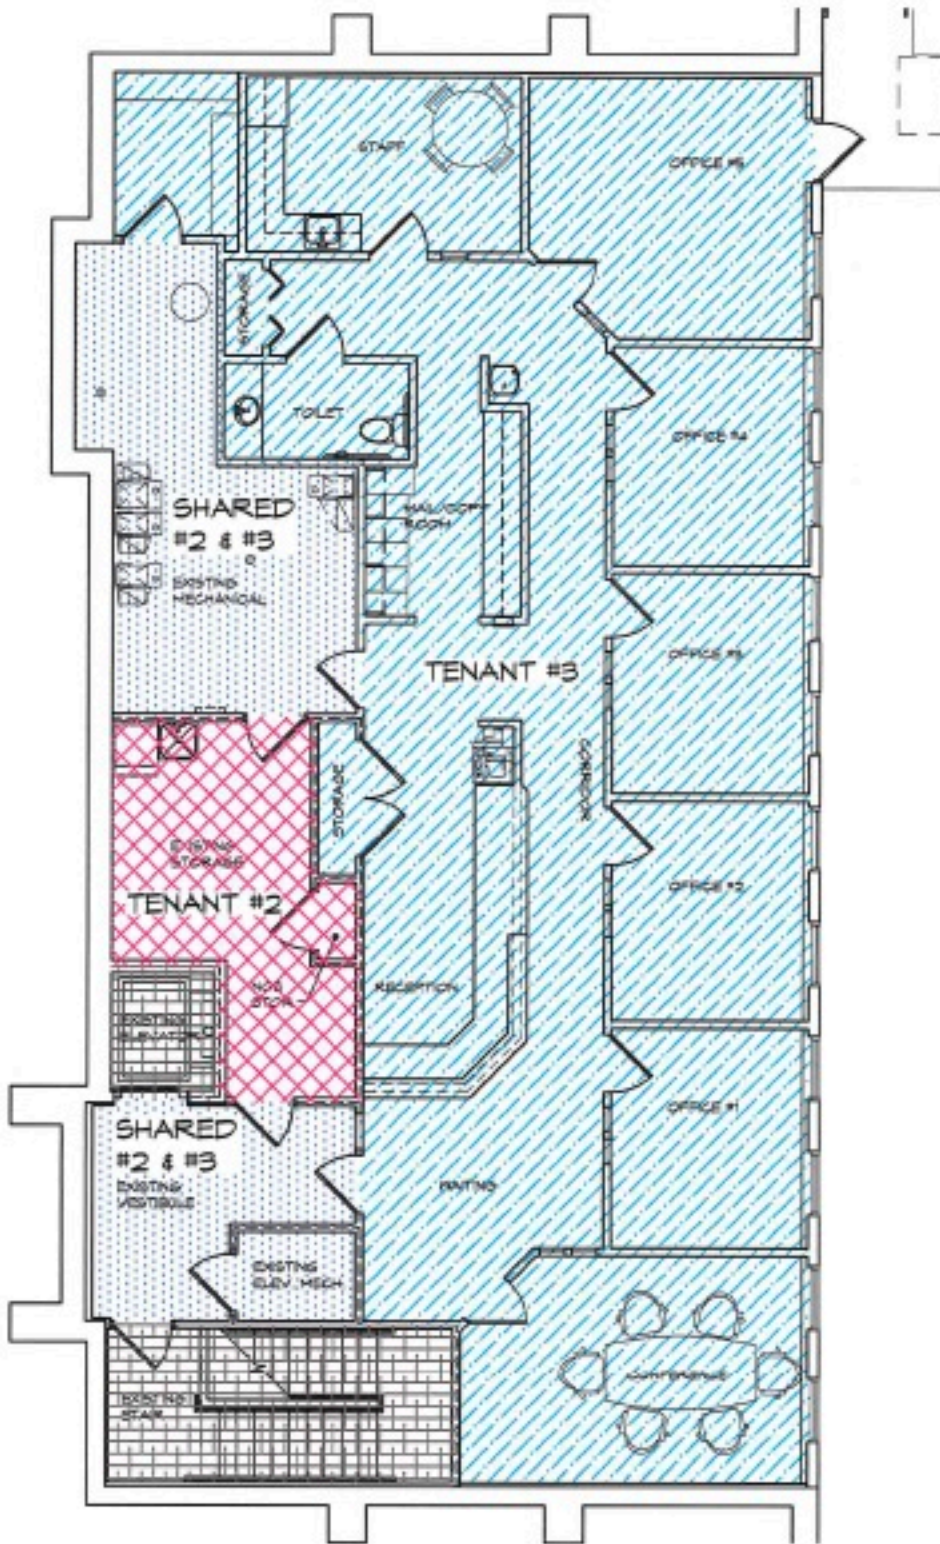 STAFF
OFFICE #5
STORAGE
TOILET
OFFICE #4
SHARED
#2 & #3
MAIL/COPY
ROOM
EXISTING
MECHANICAL
OFFICE #3
TENANT #3
CORRIDOR
STORAGE
EXISTING
STORAGE
TENANT #2
OFFICE #2
RECEPTION
STOR.
EXISTING
ELEVATOR
OFFICE #1
SHARED
#2 & #3
EXISTING
VESTIBULE
WAITING
EXISTING
ELEV. MECH.
CONFERENCE
EXISTING
STAIR